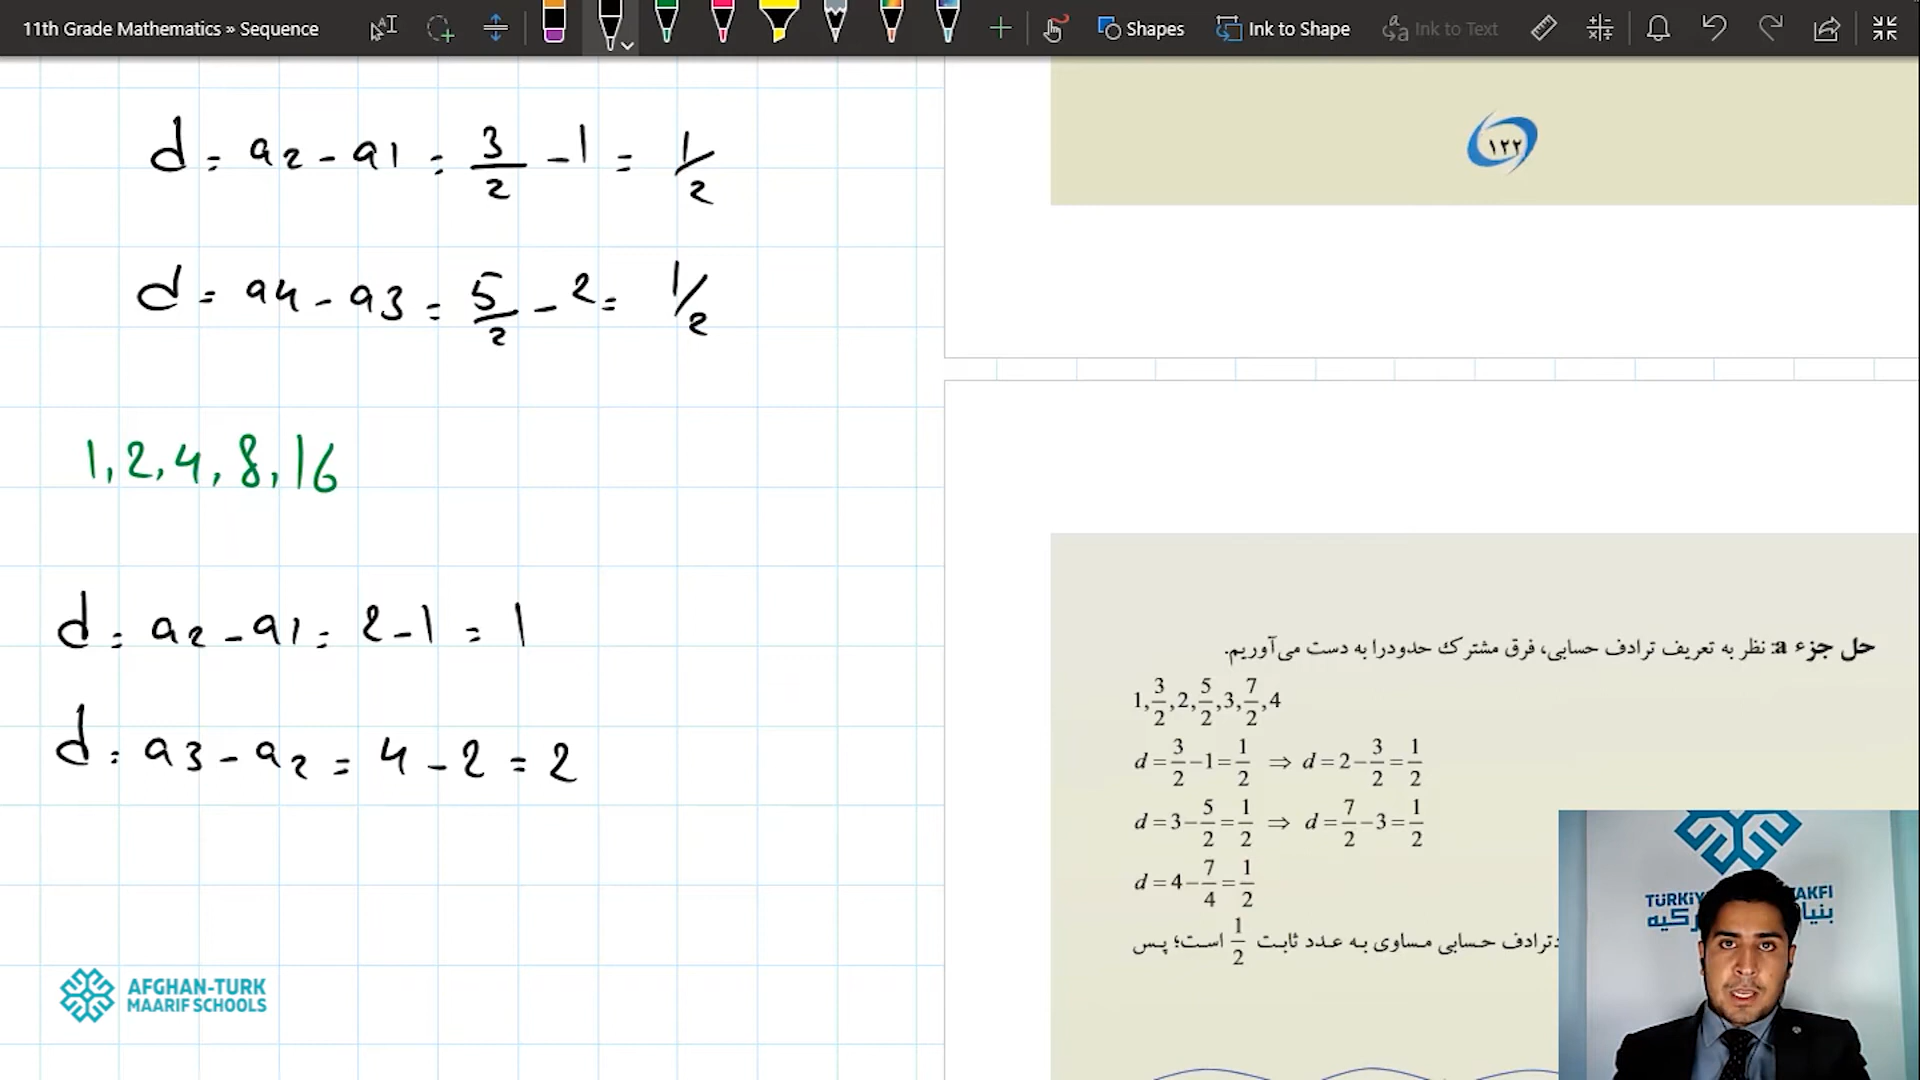 11th Grade Mathematics » Sequence
Shapes
Ink to Shape
Ink to Text
d = a2 - a1 = 3/2 - 1 = 1/2
d = a4 - a3 = 5/2 - 2 = 1/2
1, 2, 4, 8, 16
d = a2 - a1 = 2 - 1 = 1
d = a3 - a2 = 4 - 2 = 2
AFGHAN-TURK
MAARIF SCHOOLS
۱۲۲
حل جزء a: نظر به تعریف ترادف حسابی، فرق مشترک حدودرا به دست می‌آوریم.
1, 3/2, 2, 5/2, 3, 7/2, 4
d = 3/2 - 1 = 1/2 ⇒ d = 2 - 3/2 = 1/2
d = 3 - 5/2 = 1/2 ⇒ d = 7/2 - 3 = 1/2
d = 4 - 7/4 = 1/2
ترادف حسابی مساوی به عدد ثابت 1/2 است؛ پس